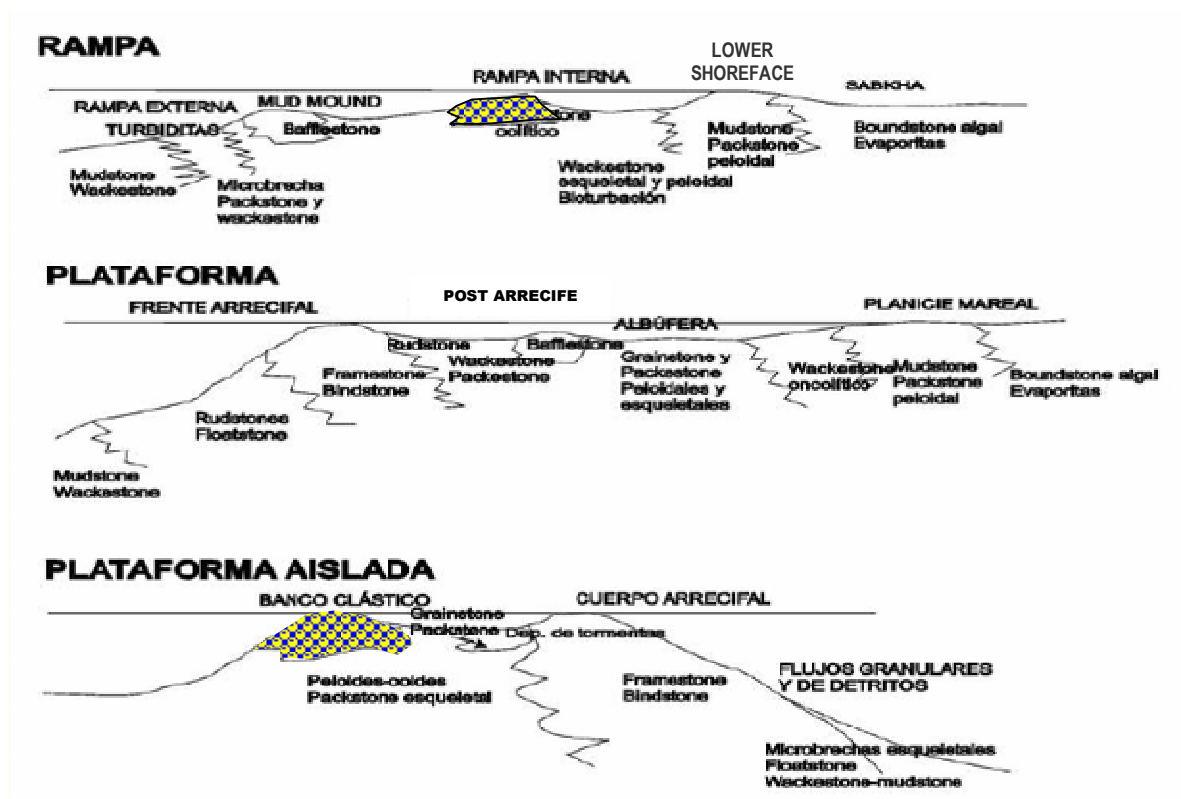 RAMPA
LOWER
SHOREFACE
RAMPA INTERNA
SABKHA
RAMPA EXTERNA
MUD MOUND
TURBIDITAS
Bafflestone
oolítico
Mudstone
Packstone
peloidal
Boundstone algal
Evaporitas
Mudstone
Wackestone
Microbrecha
Packstone y
wackestone
Wackestone
esqueletal y peloidal
Bioturbación
PLATAFORMA
FRENTE ARRECIFAL
POST ARRECIFE
ALBÚFERA
PLANICIE MAREAL
Rudstone
Bafflestone
Wackestone
Packestone
Grainstone y
Packestone
Peloidales y
esqueletales
Framestone
Bindstone
Wackestone
oncolítico
Mudstone
Packstone
peloidal
Boundstone algal
Evaporitas
Rudstones
Floatstone
Mudstone
Wackestone
PLATAFORMA AISLADA
BANCO CLÁSTICO
CUERPO ARRECIFAL
Grainstone
Packstone
Dep. de tormentas
Peloides-ooides
Packstone esqueletal
Framestone
Bindstone
FLUJOS GRANULARES
Y DE DETRITOS
Microbrechas esqueletales
Floatstone
Wackestone-mudstone